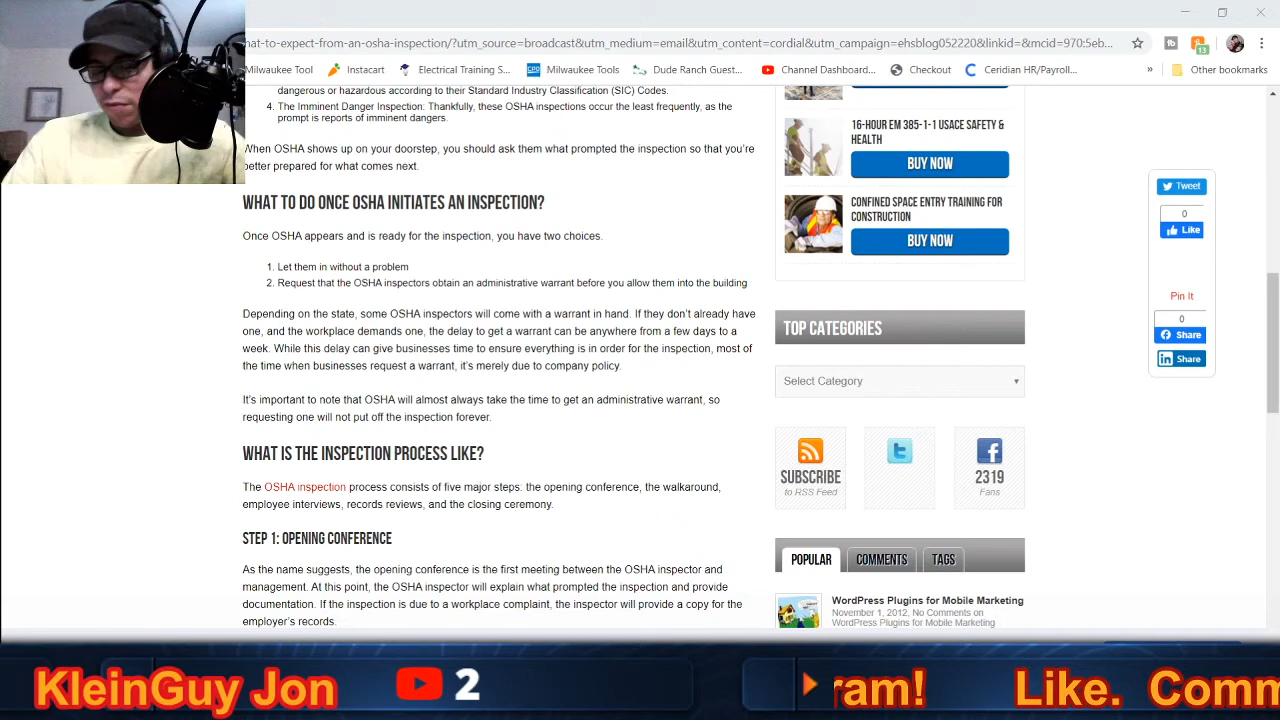 hat-to-expect-from-an-osha-inspection/?utm_source=broadcast&utm_medium=email&utm_content=cordial&utm_campaign=ehsblog052220&linkid=&mcid=970:5eb...
13
Milwaukee Tool
Instacart
Electrical Training S...
CPO
Milwaukee Tools
Dude Ranch Guest...
Channel Dashboard...
Checkout
Ceridian HR/Payroll...
»
Other bookmarks
dangerous or hazardous according to their Standard Industry Classification (SIC) Codes.
4. The Imminent Danger Inspection: Thankfully, these OSHA inspections occur the least frequently, as the
prompt is reports of imminent dangers.
When OSHA shows up on your doorstep, you should ask them what prompted the inspection so that you're
better prepared for what comes next.
WHAT TO DO ONCE OSHA INITIATES AN INSPECTION?
Once OSHA appears and is ready for the inspection, you have two choices.
1. Let them in without a problem
2. Request that the OSHA inspectors obtain an administrative warrant before you allow them into the building
Depending on the state, some OSHA inspectors will come with a warrant in hand. If they don't already have
one, and the workplace demands one, the delay to get a warrant can be anywhere from a few days to a
week. While this delay can give businesses time to ensure everything is in order for the inspection, most of
the time when businesses request a warrant, it's merely due to company policy.
It's important to note that OSHA will almost always take the time to get an administrative warrant, so
requesting one will not put off the inspection forever.
WHAT IS THE INSPECTION PROCESS LIKE?
The OSHA inspection process consists of five major steps: the opening conference, the walkaround,
employee interviews, records reviews, and the closing ceremony.
STEP 1: OPENING CONFERENCE
As the name suggests, the opening conference is the first meeting between the OSHA inspector and
management. At this point, the OSHA inspector will explain what prompted the inspection and provide
documentation. If the inspection is due to a workplace complaint, the inspector will provide a copy for the
employer's records.
16-HOUR EM 385-1-1 USACE SAFETY &
HEALTH
BUY NOW
CONFINED SPACE ENTRY TRAINING FOR
CONSTRUCTION
BUY NOW
TOP CATEGORIES
Select Category
SUBSCRIBE
to RSS Feed
2319
Fans
POPULAR
COMMENTS
TAGS
WordPress Plugins for Mobile Marketing
November 1, 2012, No Comments on
WordPress Plugins for Mobile Marketing
Tweet
0
Like
Pin It
0
Share
Share
KleinGuy Jon
2
ram!
Like. Comm